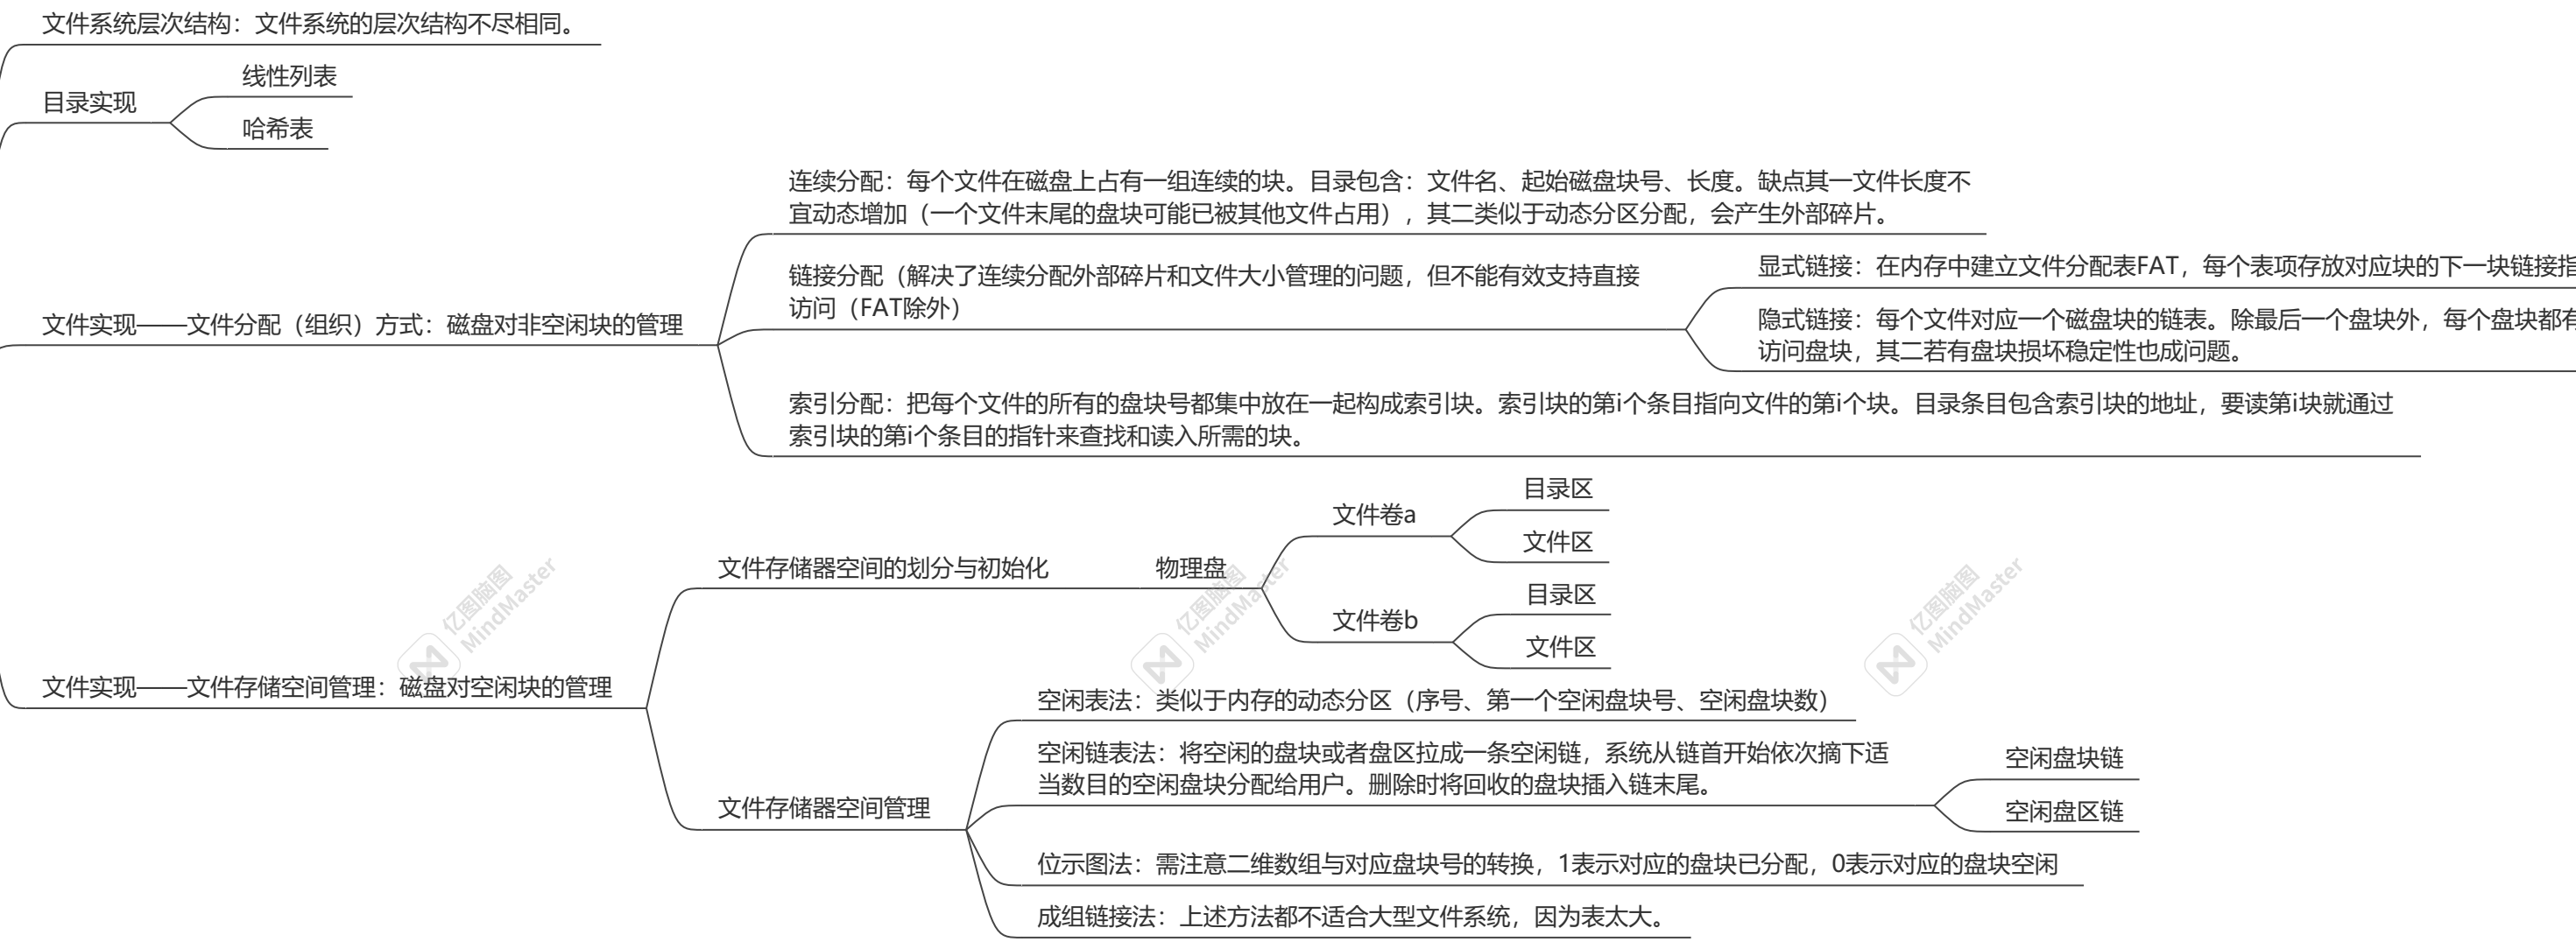 文件系统层次结构：文件系统的层次结构不尽相同。
目录实现
线性列表
哈希表
文件实现——文件分配（组织）方式：磁盘对非空闲块的管理
连续分配：每个文件在磁盘上占有一组连续的块。目录包含：文件名、起始磁盘块号、长度。缺点其一文件长度不
宜动态增加（一个文件末尾的盘块可能已被其他文件占用），其二类似于动态分区分配，会产生外部碎片。
链接分配（解决了连续分配外部碎片和文件大小管理的问题，但不能有效支持直接
访问（FAT除外）
显式链接：在内存中建立文件分配表FAT，每个表项存放对应块的下一块链接指
隐式链接：每个文件对应一个磁盘块的链表。除最后一个盘块外，每个盘块都有
访问盘块，其二若有盘块损坏稳定性也成问题。
索引分配：把每个文件的所有的盘块号都集中放在一起构成索引块。索引块的第i个条目指向文件的第i个块。目录条目包含索引块的地址，要读第i块就通过
索引块的第i个条目的指针来查找和读入所需的块。
文件实现——文件存储空间管理：磁盘对空闲块的管理
文件存储器空间的划分与初始化
物理盘
文件卷a
目录区
文件区
文件卷b
目录区
文件区
文件存储器空间管理
空闲表法：类似于内存的动态分区（序号、第一个空闲盘块号、空闲盘块数）
空闲链表法：将空闲的盘块或者盘区拉成一条空闲链，系统从链首开始依次摘下适
当数目的空闲盘块分配给用户。删除时将回收的盘块插入链末尾。
空闲盘块链
空闲盘区链
位示图法：需注意二维数组与对应盘块号的转换，1表示对应的盘块已分配，0表示对应的盘块空闲
成组链接法：上述方法都不适合大型文件系统，因为表太大。
亿图脑图
MindMaster
亿图脑图
MindMaster
亿图脑图
MindMaster